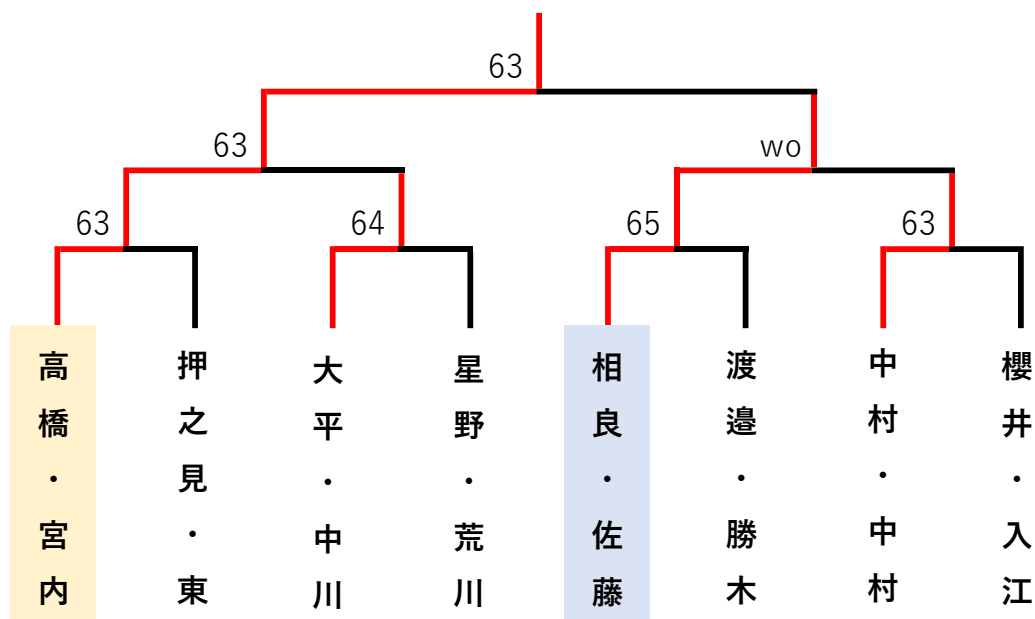 63
63
wo
63
64
65
63
高橋・宮内
押之見・東
大平・中川
星野・荒川
相良・佐藤
渡邉・勝木
中村・中村
櫻井・入江